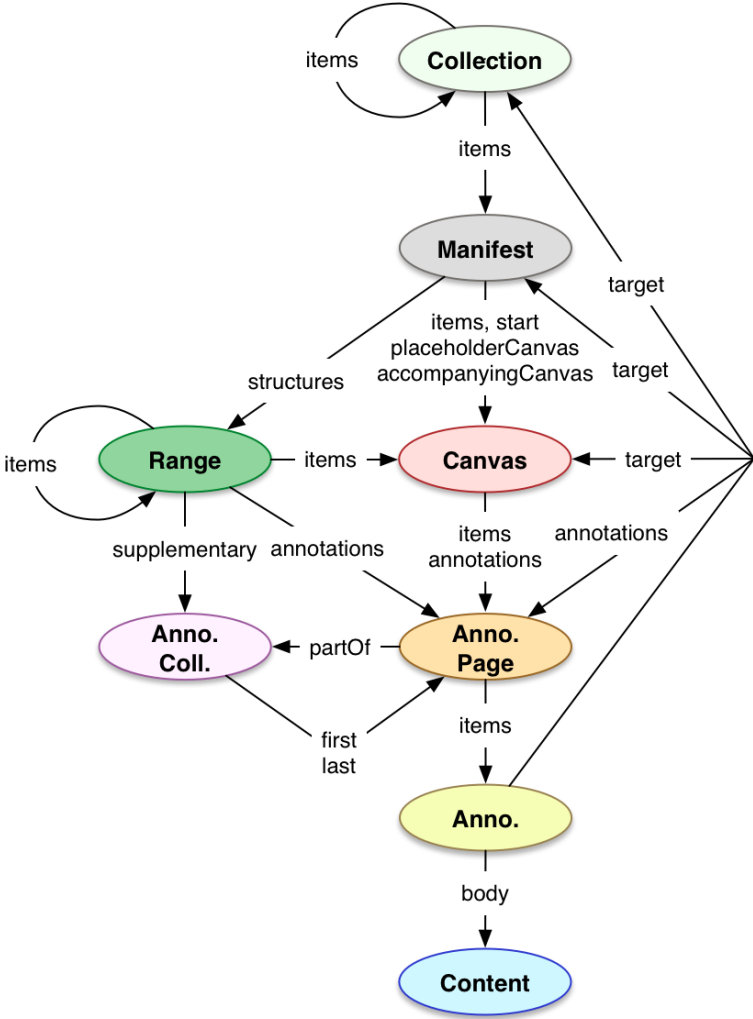 items
Collection
items
Manifest
target
items, start
placeholderCanvas
accompanyingCanvas
target
structures
items
Range
items
Canvas
target
supplementary
annotations
items
annotations
annotations
Anno.
Coll.
partOf
Anno.
Page
first
last
items
Anno.
body
Content